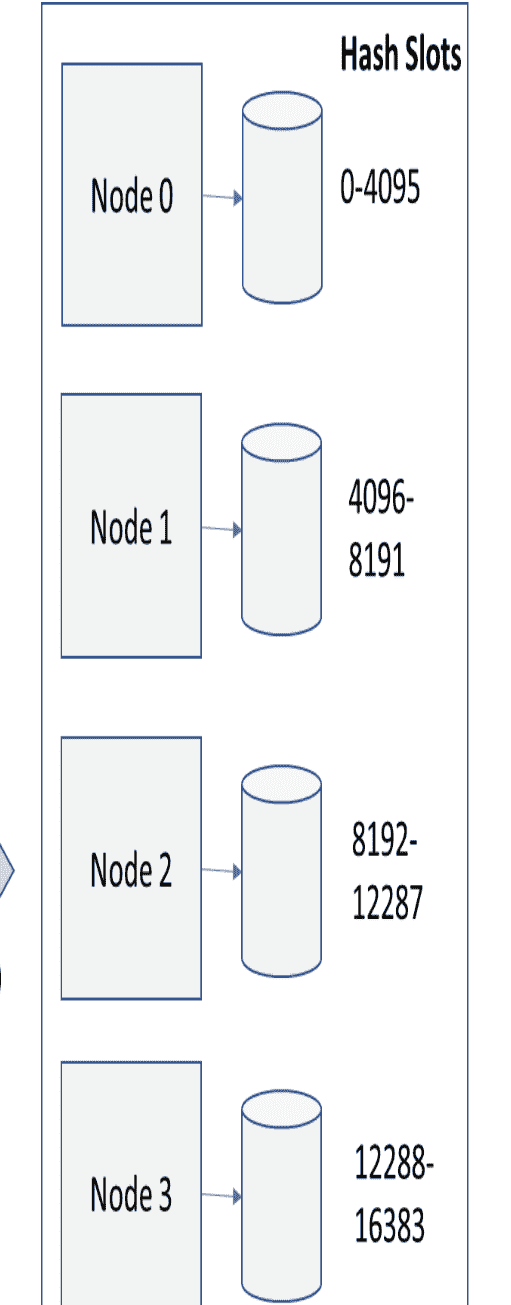 Hash Slots
Node 0
0-4095
Node 1
4096-
8191
Node 2
8192-
12287
Node 3
12288-
16383